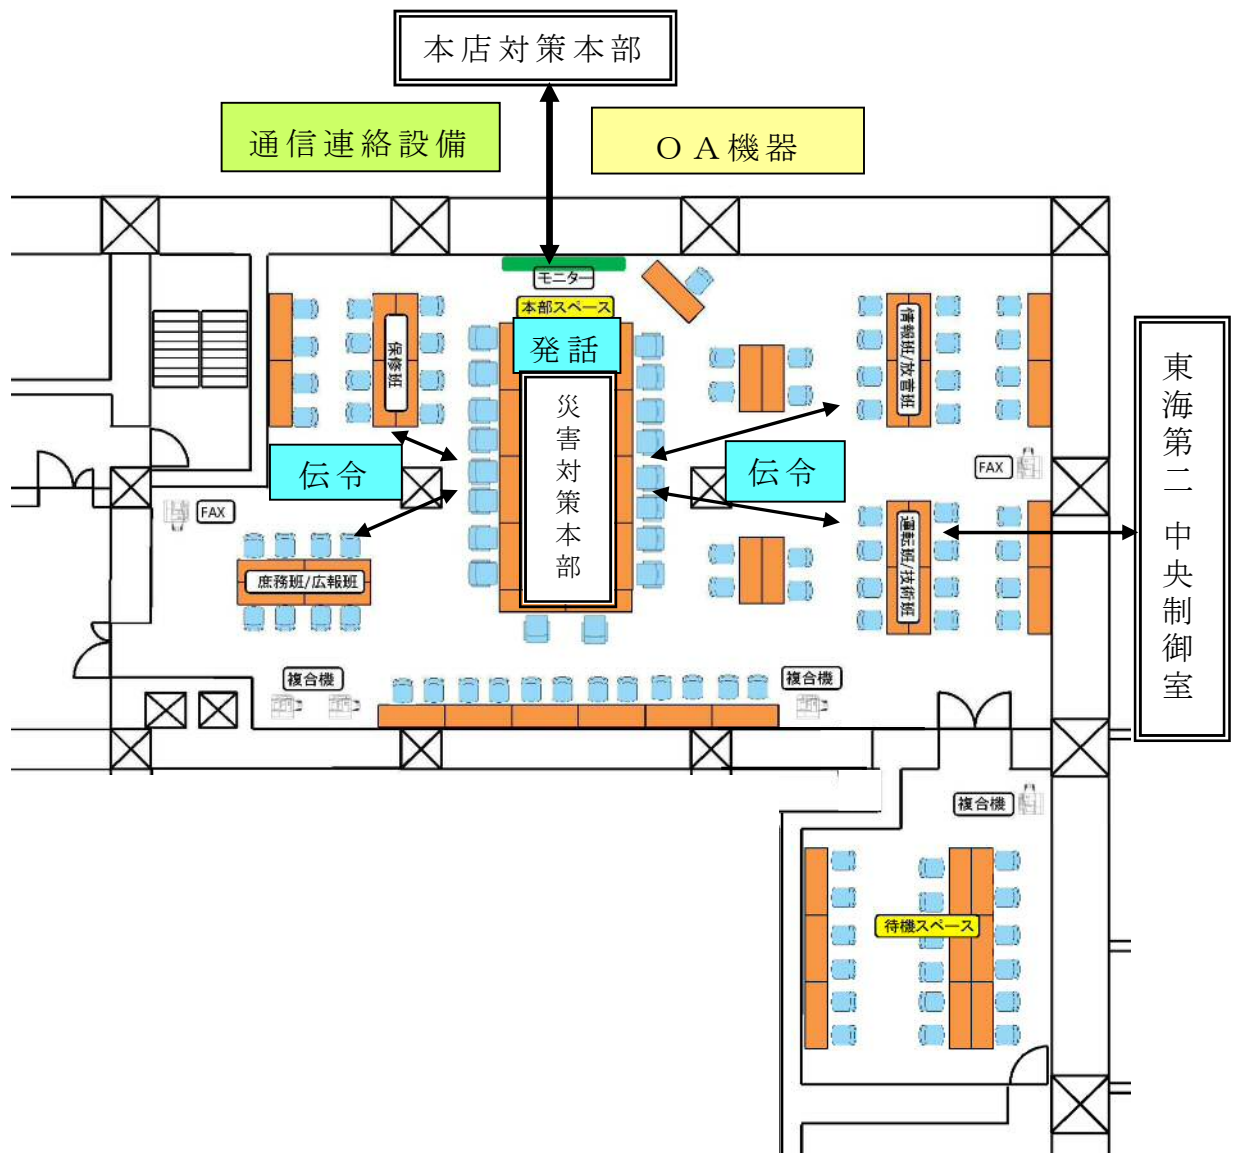 本店対策本部
通信連絡設備
ＯＡ機器
モニター
本部スペース
発話
災害対策本部
保修班
情報班/放管班
伝令
伝令
FAX
FAX
庶務班/広報班
運転班/技術班
東海第二 中央制御室
複合機
複合機
複合機
待機スペース